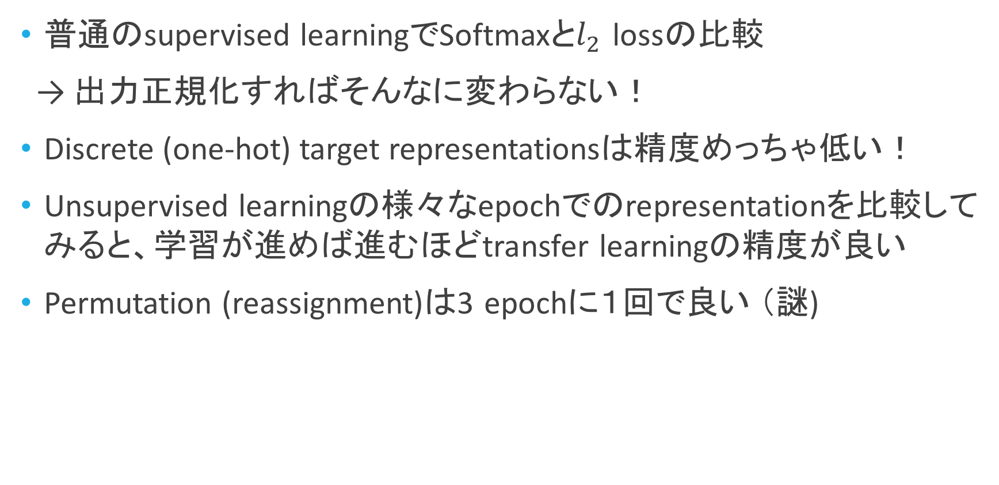 • 普通のsupervised learningでSoftmaxとl₂ lossの比較
→ 出力正規化すればそんなに変わらない！
• Discrete (one-hot) target representationsは精度めっちゃ低い！
• Unsupervised learningの様々なepochでのrepresentationを比較して
みると、学習が進めば進むほどtransfer learningの精度が良い
• Permutation (reassignment)は3 epochに１回で良い（謎)